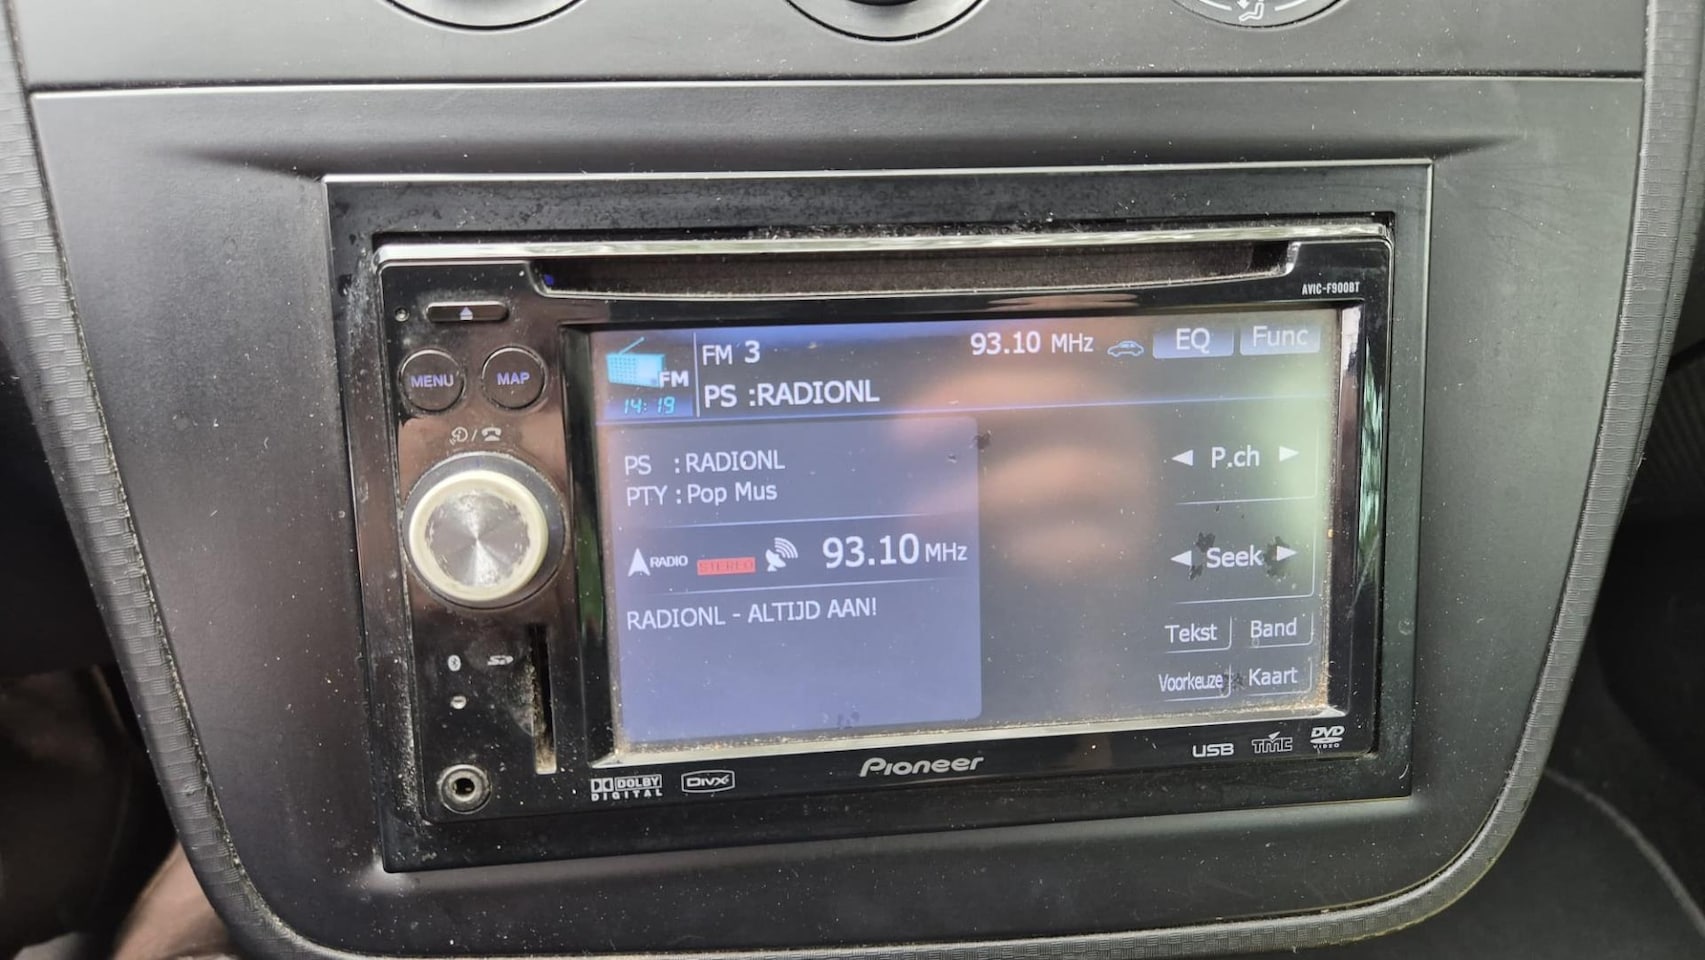 AVIC-F900BT
MENU
MAP
FM
14:19
FM 3
93.10 MHz
EQ
Func
PS :RADIONL
PS :RADIONL
PTY :Pop Mus
RADIO
STEREO
93.10 MHz
RADIONL - ALTIJD AAN!
P.ch
Seek
Tekst
Band
Voorkeuze
Kaart
DOLBY
DIGITAL
DivX
Pioneer
USB
TMC
DVD
VIDEO